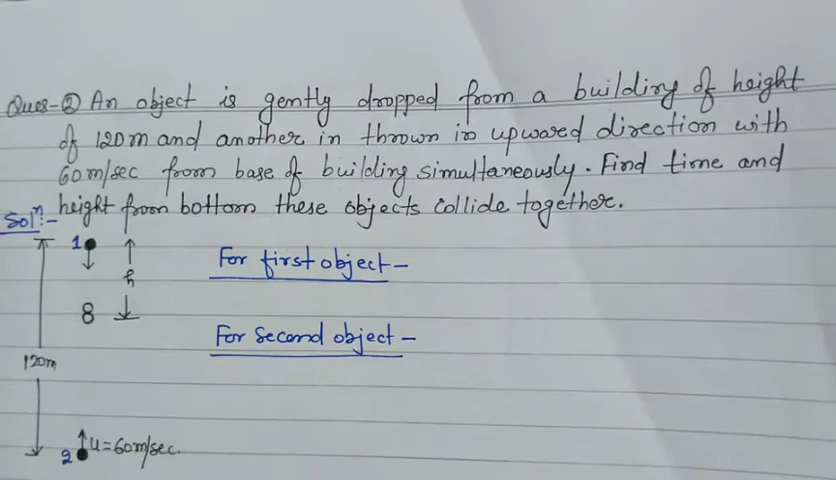 Ques-② An object is gently dropped from a building of height
of 120m and another in thrown in upward direction with
60m/sec from base of building simultaneously. Find time and
height from bottom these objects collide together.
Solⁿ:-
1
h
For first object-
8
For second object-
120m
2 u=60m/sec.